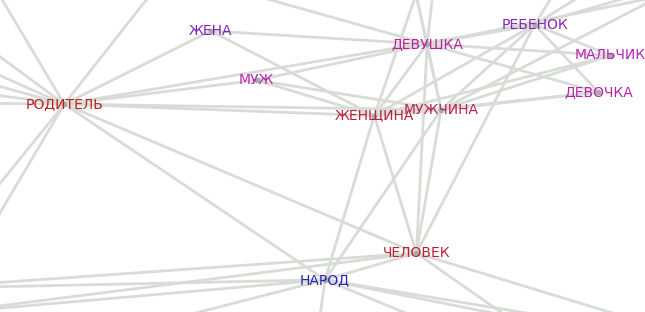 РЕБЕНОК
ЖЕНА
ДЕВУШКА
МАЛЬЧИК
МУЖ
ДЕВОЧКА
РОДИТЕЛЬ
МУЖЧИНА
ЖЕНЩИНА
ЧЕЛОВЕК
НАРОД